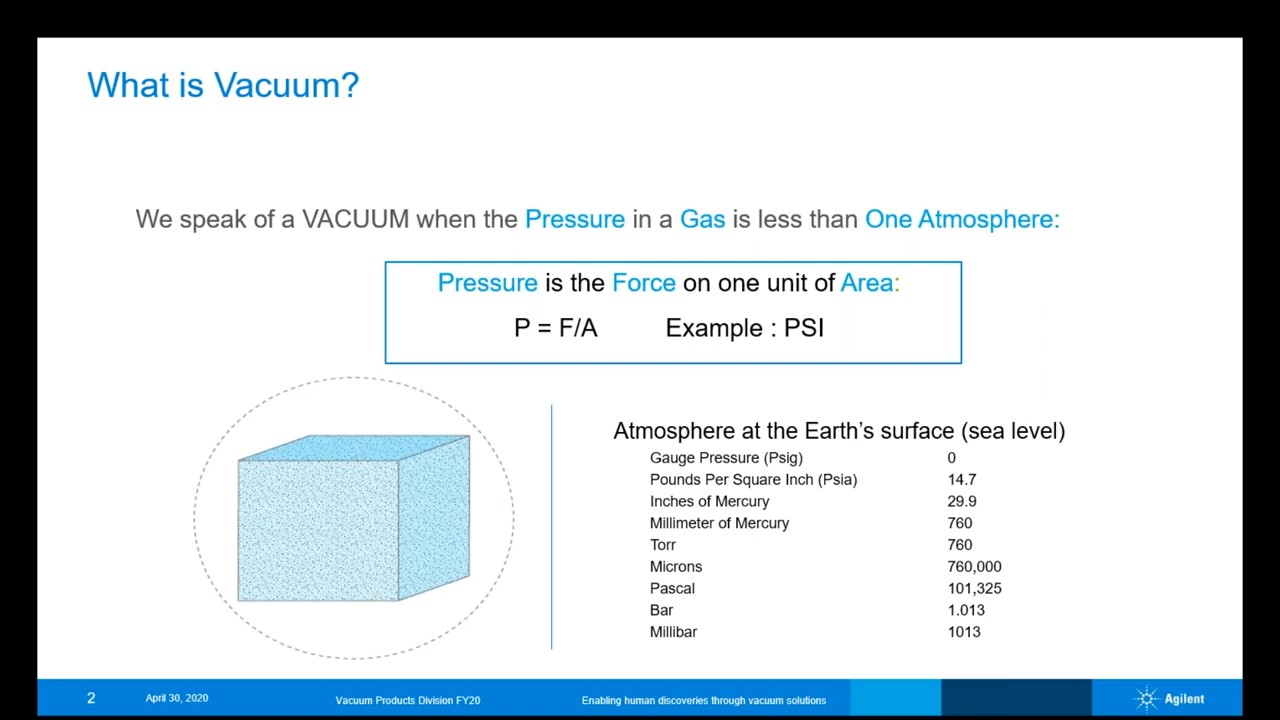 What is Vacuum?
We speak of a VACUUM when the Pressure in a Gas is less than One Atmosphere:
Pressure is the Force on one unit of Area:
P = F/A Example : PSI
Atmosphere at the Earth's surface (sea level)
Gauge Pressure (Psig) 0
Pounds Per Square Inch (Psia) 14.7
Inches of Mercury 29.9
Millimeter of Mercury 760
Torr 760
Microns 760,000
Pascal 101,325
Bar 1.013
Millibar 1013
2 April 30, 2020 Vacuum Products Division FY20 Enabling human discoveries through vacuum solutions Agilent